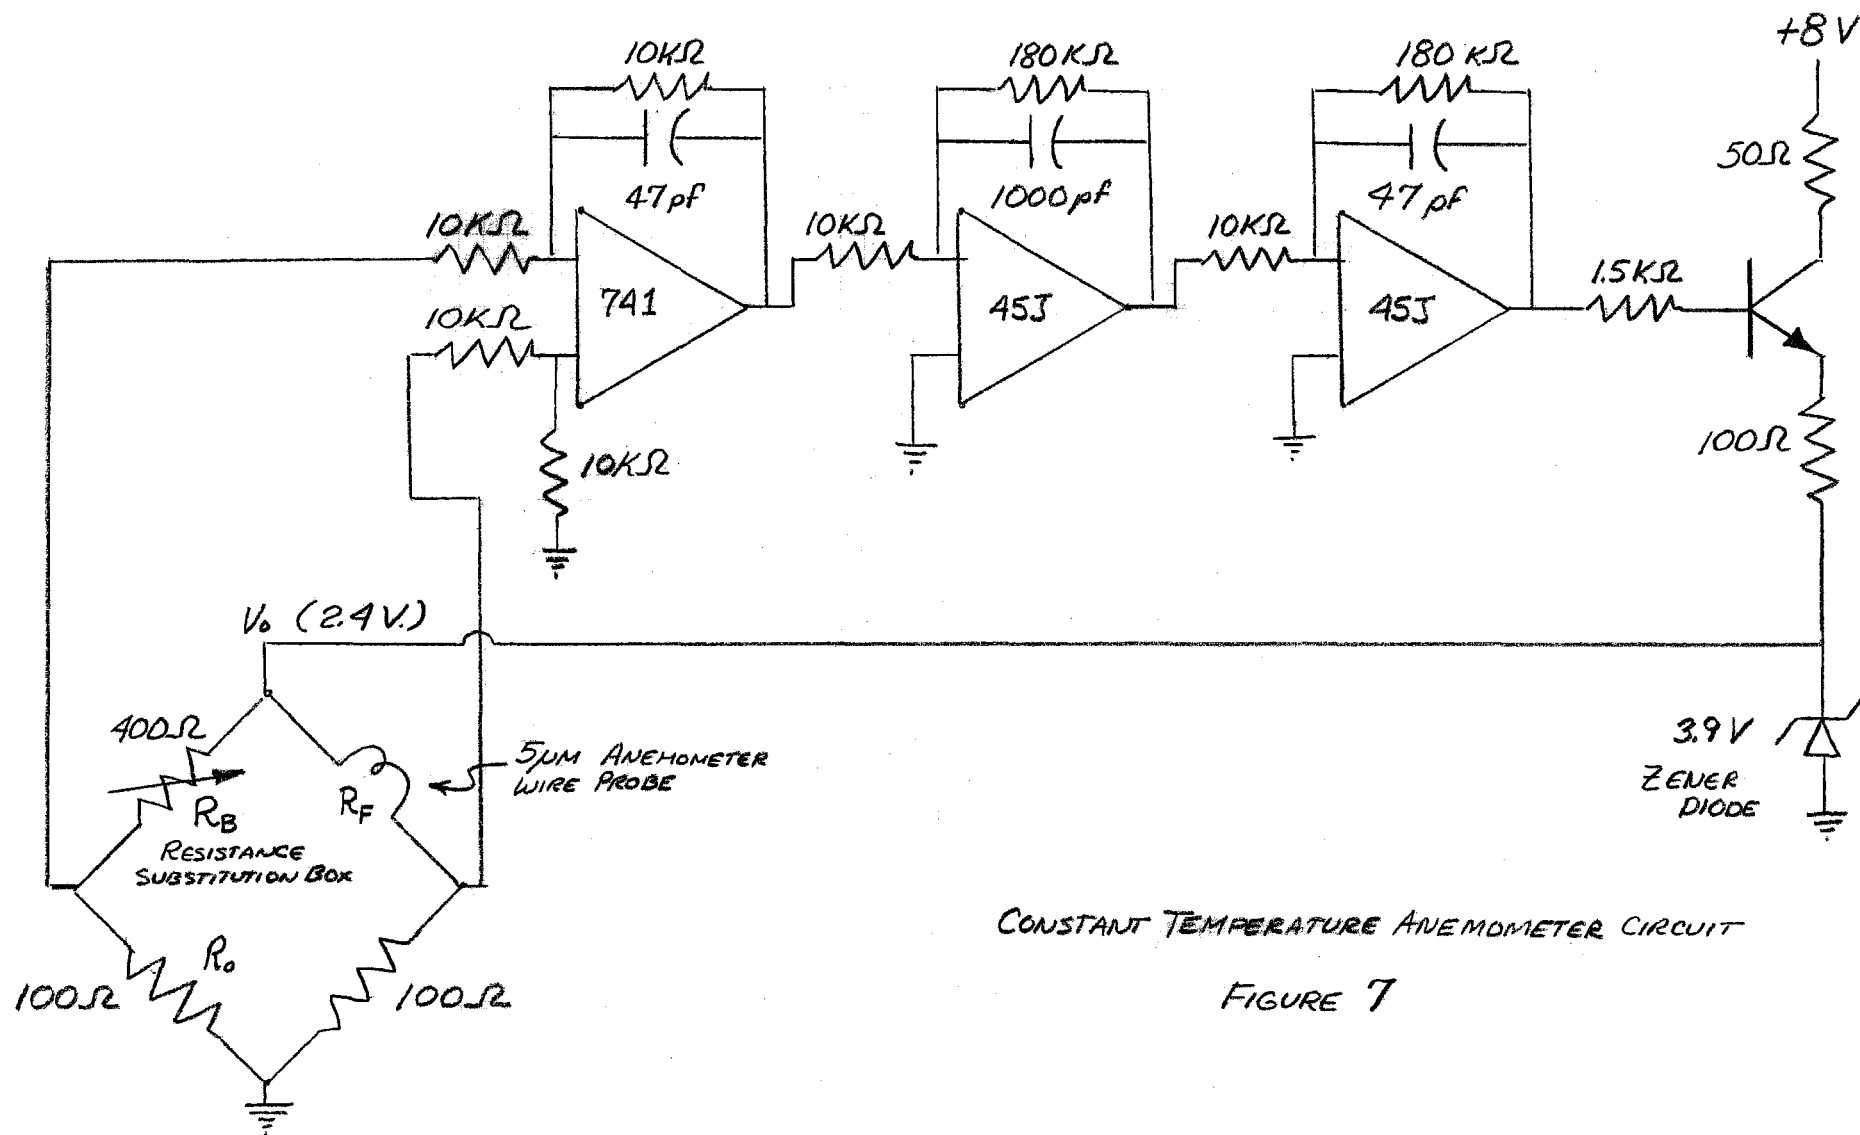 10KΩ
180KΩ
180KΩ
+8V
50Ω
47pf
1000pf
47pf
10KΩ
10KΩ
10KΩ
741
45J
45J
1.5KΩ
10KΩ
100Ω
10KΩ
V₀ (2.4V.)
400Ω
R_B
RESISTANCE
SUBSTITUTION BOX
R_F
5µM ANEMOMETER
WIRE PROBE
3.9V
ZENER
DIODE
R₀
100Ω
100Ω
CONSTANT TEMPERATURE ANEMOMETER CIRCUIT
FIGURE 7